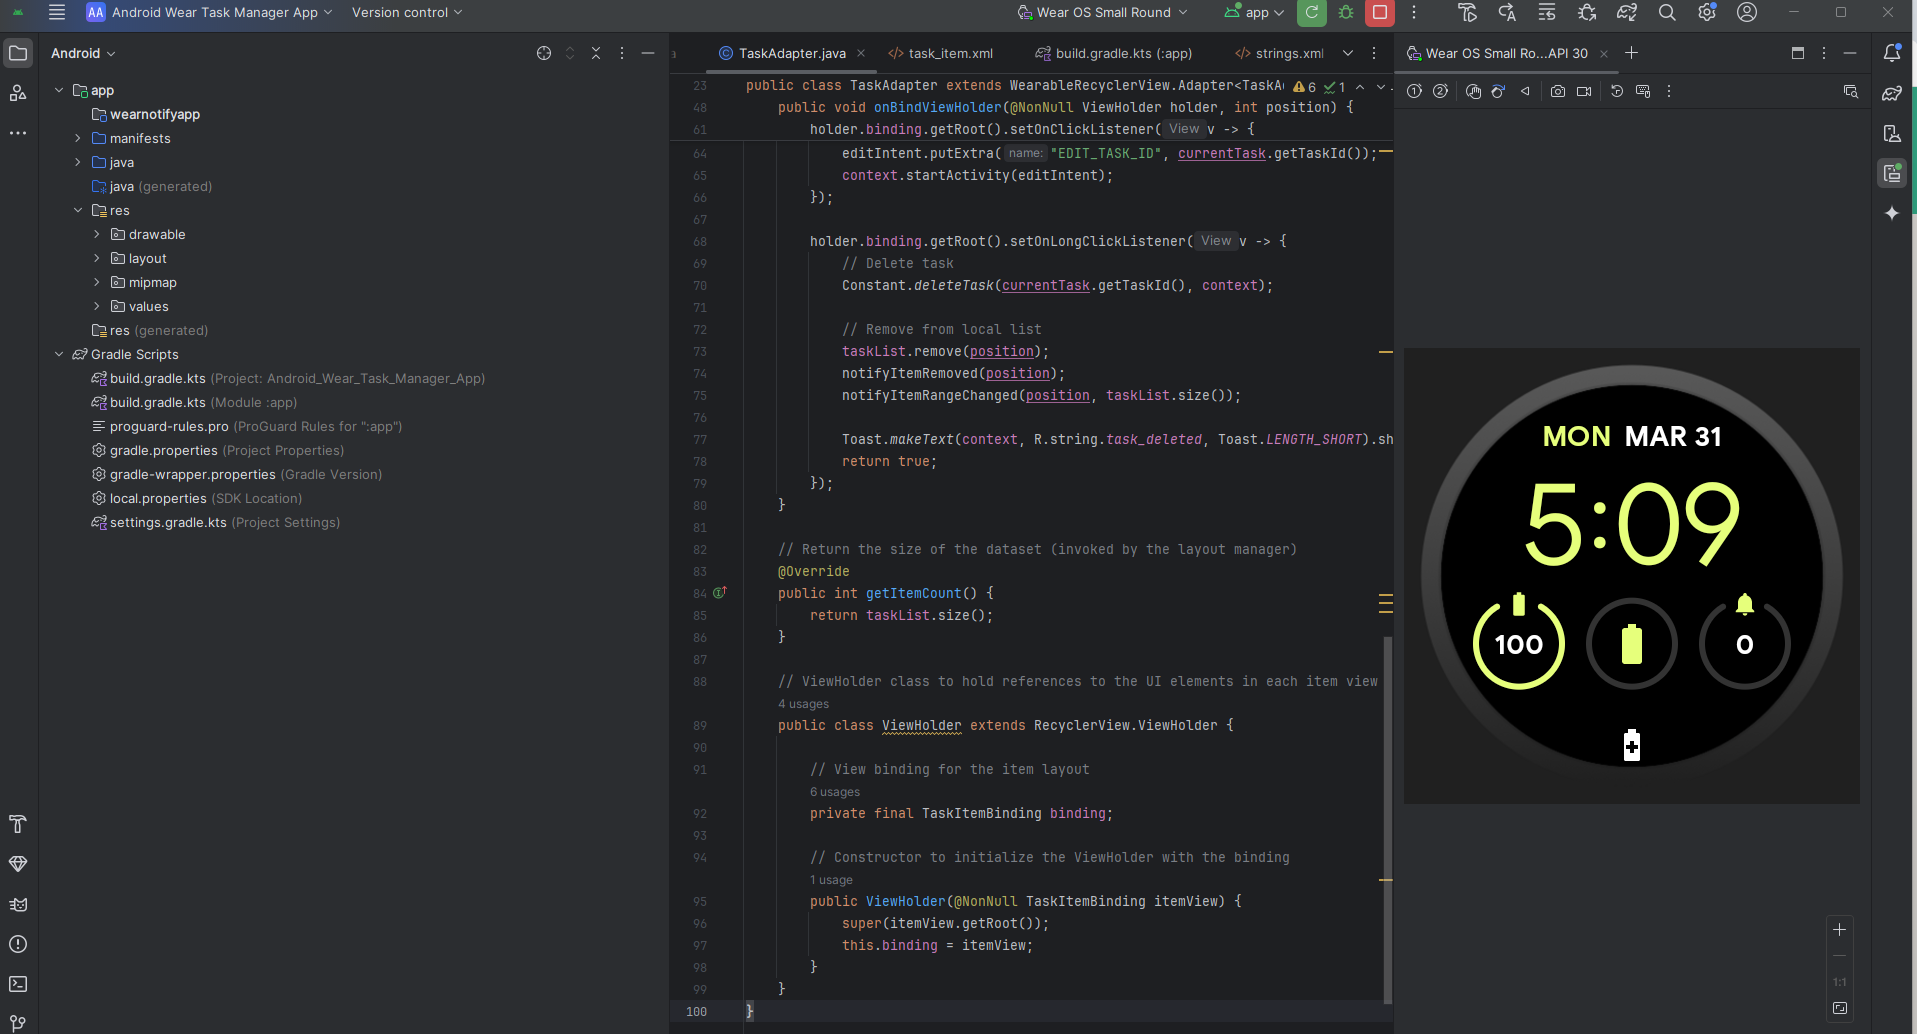 AA Android Wear Task Manager App
Version control
Wear OS Small Round
app
Android
TaskAdapter.java
task_item.xml
build.gradle.kts (:app)
strings.xml
Wear OS Small Ro...API 30
app
wearnotifyapp
manifests
java
java (generated)
res
drawable
layout
mipmap
values
res (generated)
Gradle Scripts
build.gradle.kts (Project: Android_Wear_Task_Manager_App)
build.gradle.kts (Module :app)
proguard-rules.pro (ProGuard Rules for ":app")
gradle.properties (Project Properties)
gradle-wrapper.properties (Gradle Version)
local.properties (SDK Location)
settings.gradle.kts (Project Settings)
6 1
23 public class TaskAdapter extends WearableRecyclerView.Adapter<TaskA
48 public void onBindViewHolder(@NonNull ViewHolder holder, int position) {
61 holder.binding.getRoot().setOnClickListener( View v -> {
64 editIntent.putExtra( name: "EDIT_TASK_ID", currentTask.getTaskId());
65 context.startActivity(editIntent);
66 });
67
68 holder.binding.getRoot().setOnLongClickListener( View v -> {
69 // Delete task
70 Constant.deleteTask(currentTask.getTaskId(), context);
71
72 // Remove from local list
73 taskList.remove(position);
74 notifyItemRemoved(position);
75 notifyItemRangeChanged(position, taskList.size());
76
77 Toast.makeText(context, R.string.task_deleted, Toast.LENGTH_SHORT).sh
78 return true;
79 });
80 }
81
82 // Return the size of the dataset (invoked by the layout manager)
83 @Override
84 public int getItemCount() {
85 return taskList.size();
86 }
87
88 // ViewHolder class to hold references to the UI elements in each item view
4 usages
89 public class ViewHolder extends RecyclerView.ViewHolder {
90
91 // View binding for the item layout
6 usages
92 private final TaskItemBinding binding;
93
94 // Constructor to initialize the ViewHolder with the binding
1 usage
95 public ViewHolder(@NonNull TaskItemBinding itemView) {
96 super(itemView.getRoot());
97 this.binding = itemView;
98 }
99 }
100 }
MON MAR 31
5:09
100
0
1:1